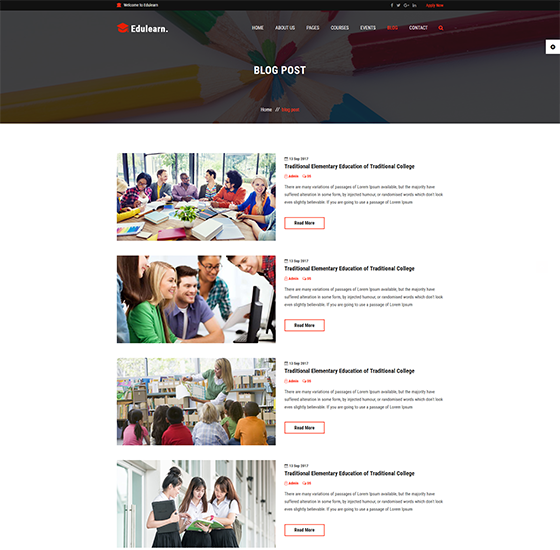 Welcome to Edulearn
Apply Now
Edulearn.
HOME ABOUT US PAGES COURSES EVENTS BLOG CONTACT
BLOG POST
Home // blog post
13 Sep 2017
Traditional Elementary Education of Traditional College
Admin 05
There are many variations of passages of Lorem Ipsum available, but the majority have
suffered alteration in some form, by injected humour, or randomised words which don't look
even slightly believable. If you are going to use a passage of Lorem Ipsum
Read More
13 Sep 2017
Traditional Elementary Education of Traditional College
Admin 05
There are many variations of passages of Lorem Ipsum available, but the majority have
suffered alteration in some form, by injected humour, or randomised words which don't look
even slightly believable. If you are going to use a passage of Lorem Ipsum
Read More
13 Sep 2017
Traditional Elementary Education of Traditional College
Admin 05
There are many variations of passages of Lorem Ipsum available, but the majority have
suffered alteration in some form, by injected humour, or randomised words which don't look
even slightly believable. If you are going to use a passage of Lorem Ipsum
Read More
13 Sep 2017
Traditional Elementary Education of Traditional College
Admin 05
There are many variations of passages of Lorem Ipsum available, but the majority have
suffered alteration in some form, by injected humour, or randomised words which don't look
even slightly believable. If you are going to use a passage of Lorem Ipsum
Read More